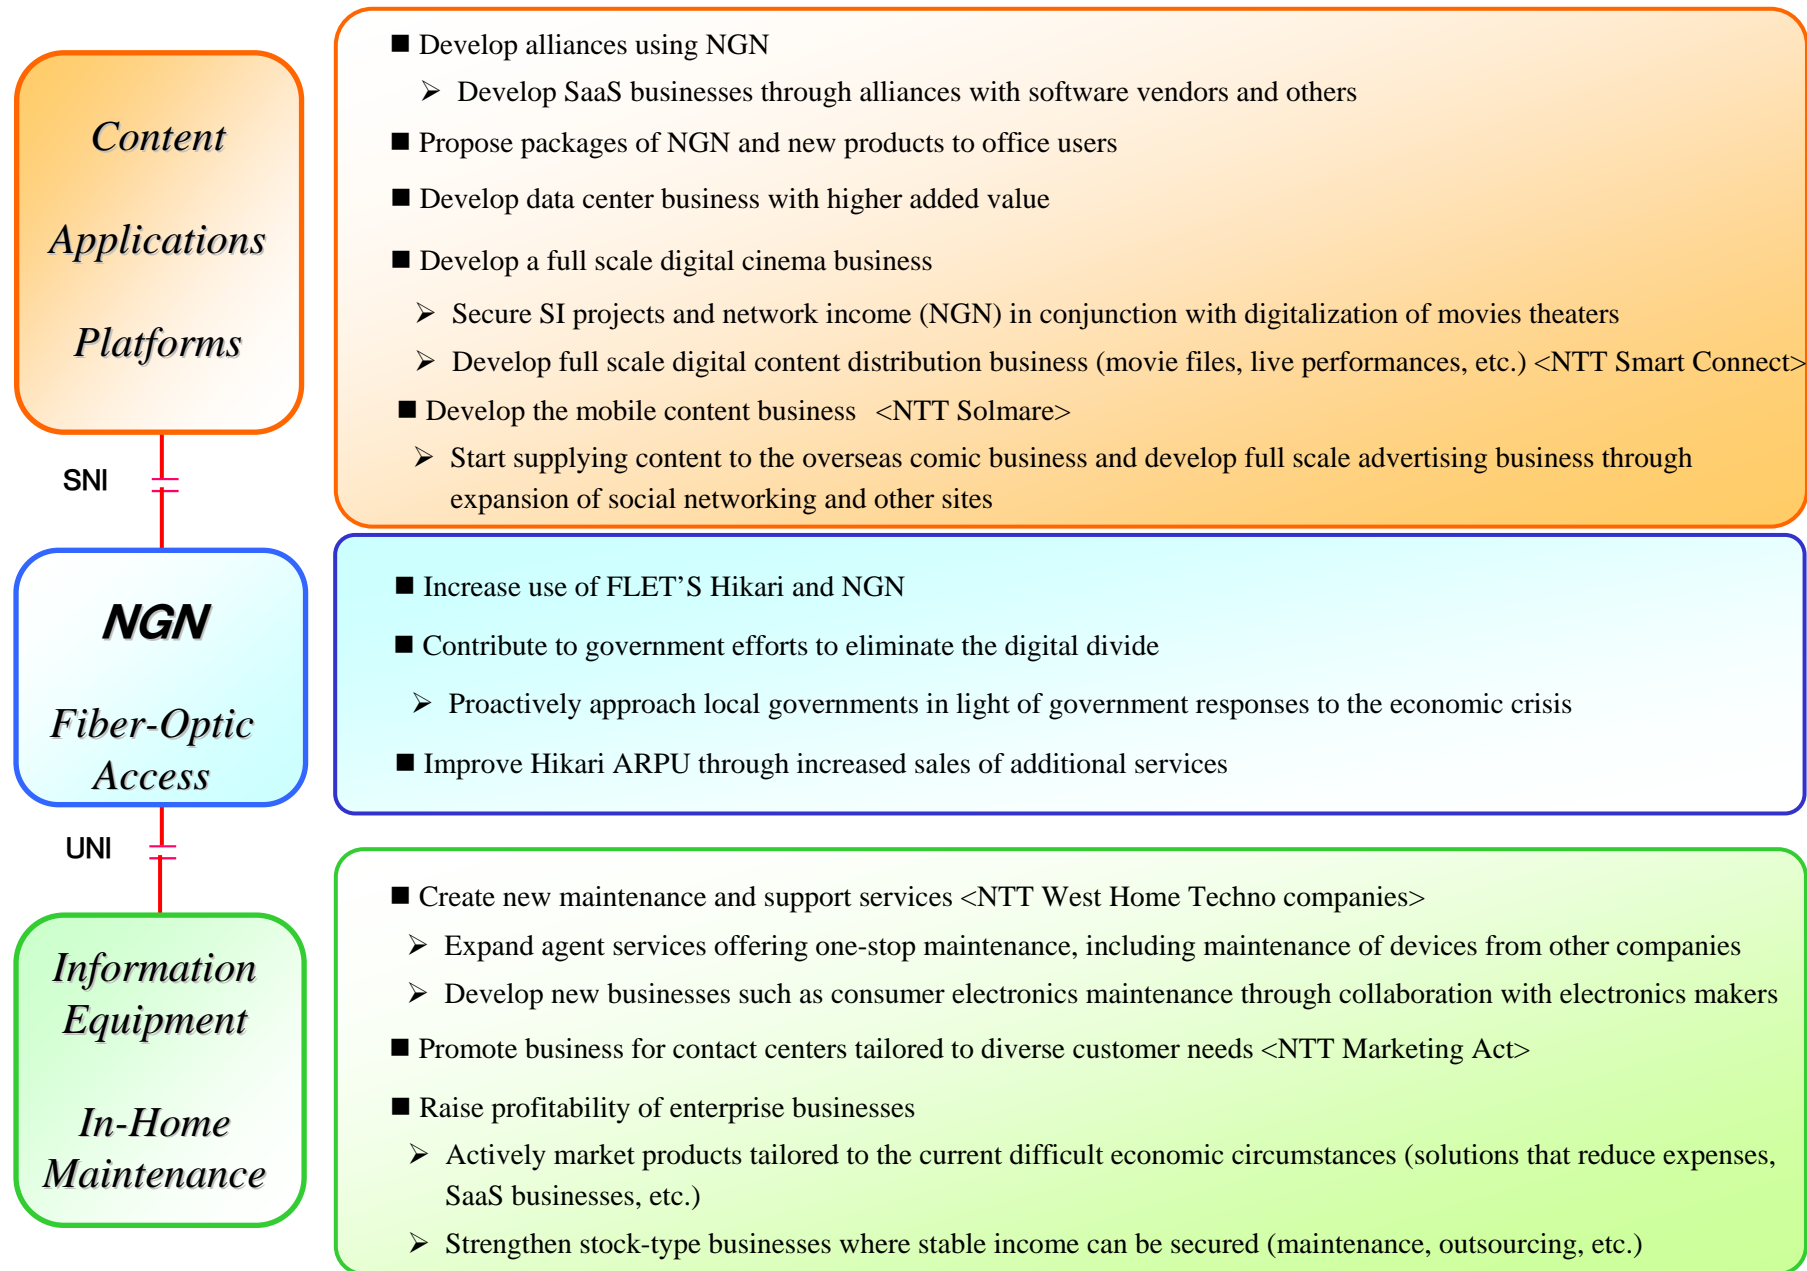 Content
Applications
Platforms
■ Develop alliances using NGN
➢ Develop SaaS businesses through alliances with software vendors and others
■ Propose packages of NGN and new products to office users
■ Develop data center business with higher added value
■ Develop a full scale digital cinema business
➢ Secure SI projects and network income (NGN) in conjunction with digitalization of movies theaters
➢ Develop full scale digital content distribution business (movie files, live performances, etc.) <NTT Smart Connect>
■ Develop the mobile content business <NTT Solmare>
➢ Start supplying content to the overseas comic business and develop full scale advertising business through
expansion of social networking and other sites
SNI
NGN
Fiber-Optic
Access
■ Increase use of FLET’S Hikari and NGN
■ Contribute to government efforts to eliminate the digital divide
➢ Proactively approach local governments in light of government responses to the economic crisis
■ Improve Hikari ARPU through increased sales of additional services
UNI
Information
Equipment
In-Home
Maintenance
■ Create new maintenance and support services <NTT West Home Techno companies>
➢ Expand agent services offering one-stop maintenance, including maintenance of devices from other companies
➢ Develop new businesses such as consumer electronics maintenance through collaboration with electronics makers
■ Promote business for contact centers tailored to diverse customer needs <NTT Marketing Act>
■ Raise profitability of enterprise businesses
➢ Actively market products tailored to the current difficult economic circumstances (solutions that reduce expenses,
SaaS businesses, etc.)
➢ Strengthen stock-type businesses where stable income can be secured (maintenance, outsourcing, etc.)